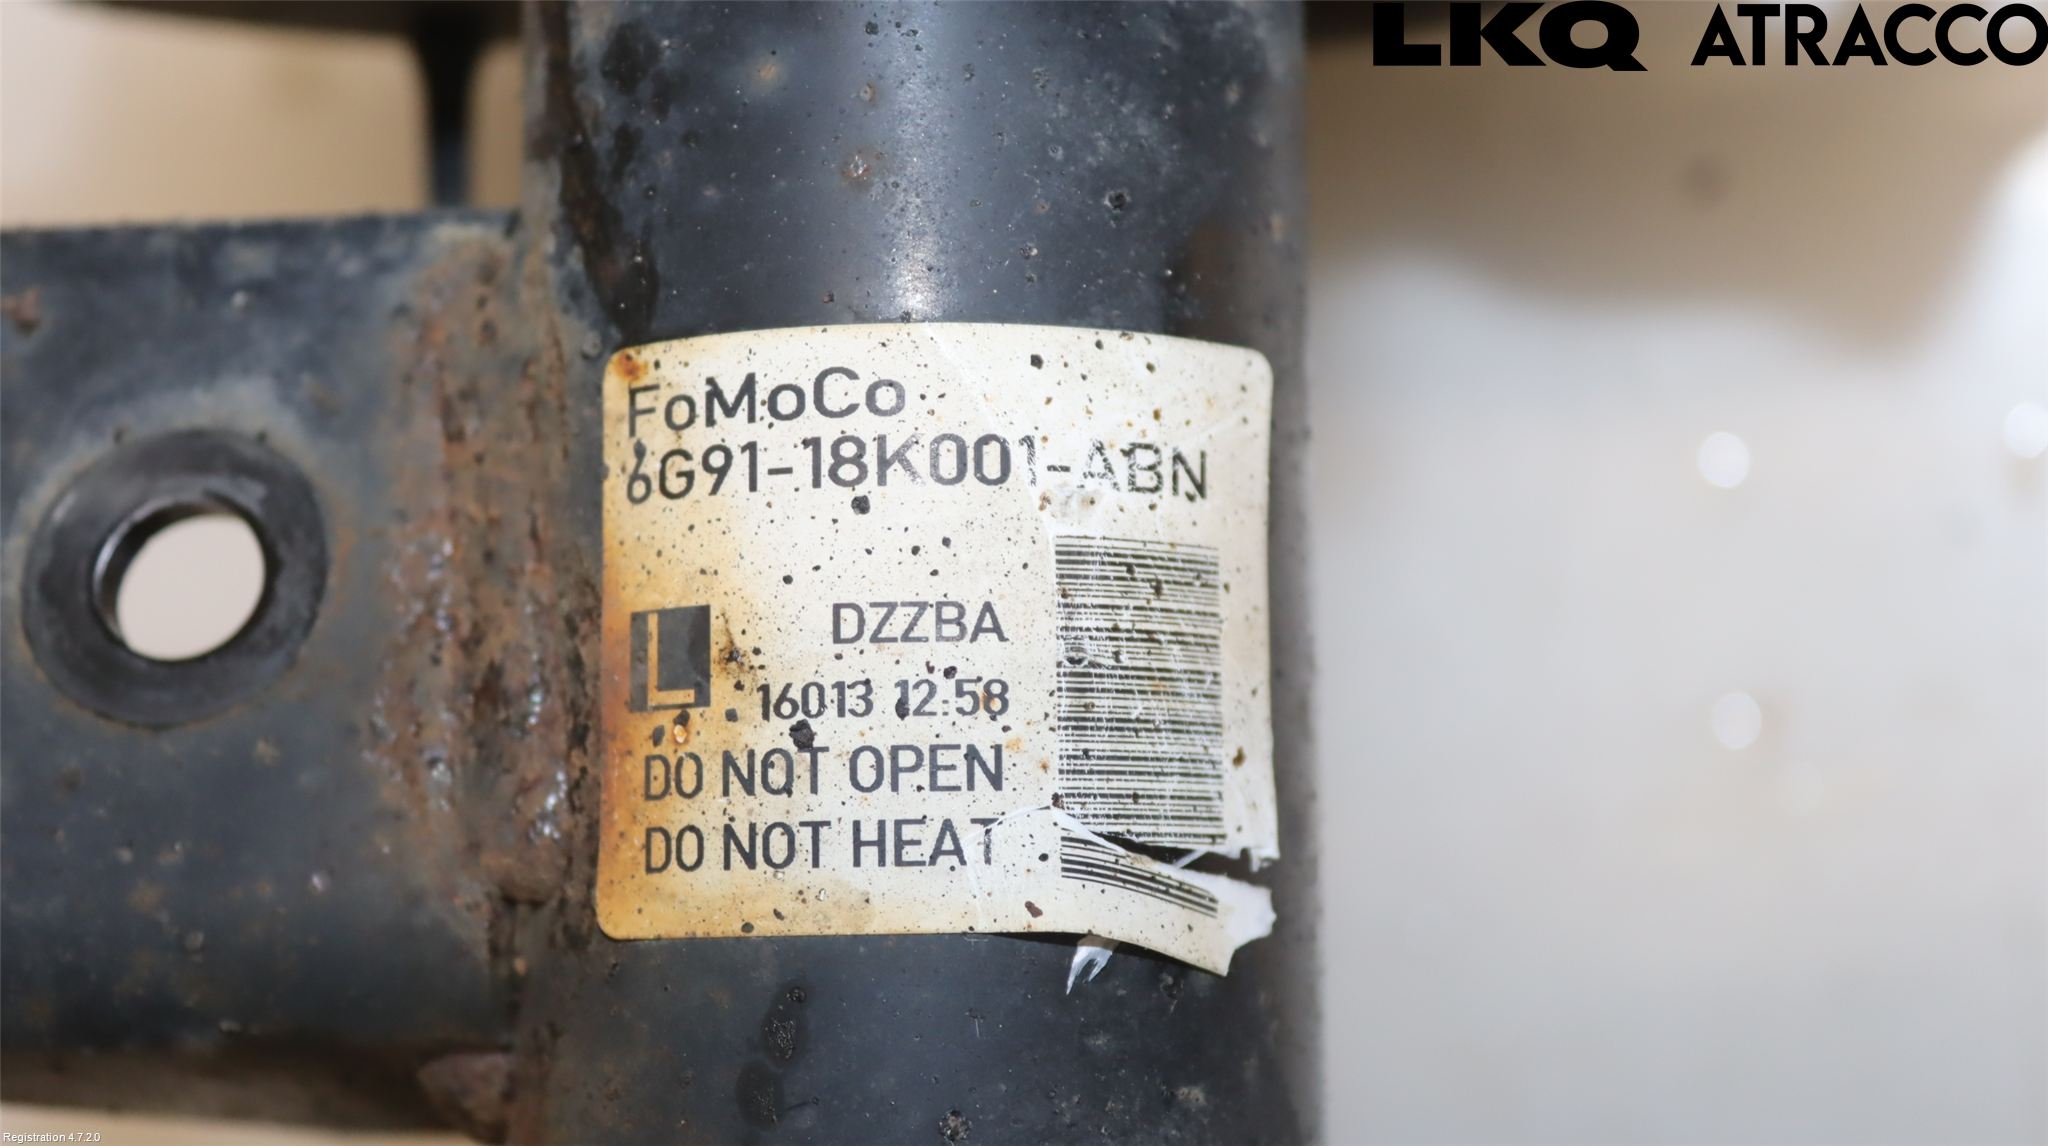 LKQ ATRACCO
FoMoCo
6G91-18K001-ABN
DZZBA
L
16013 12:58
DO NOT OPEN
DO NOT HEAT
Registration 4.7.2.0